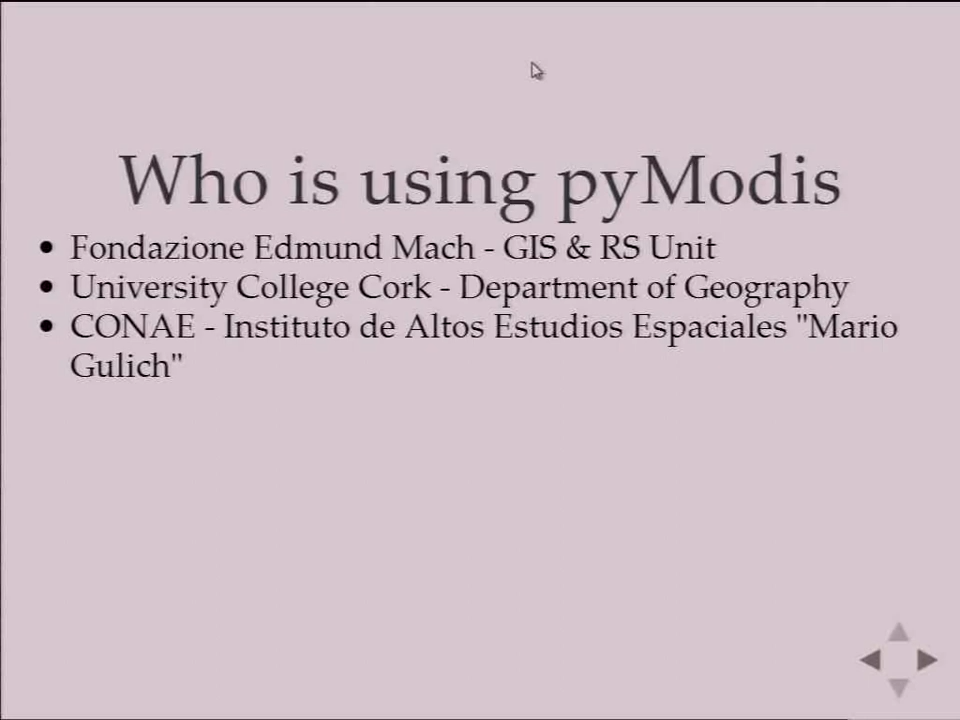 Who is using pyModis
• Fondazione Edmund Mach - GIS & RS Unit
• University College Cork - Department of Geography
• CONAE - Instituto de Altos Estudios Espaciales "Mario
Gulich"